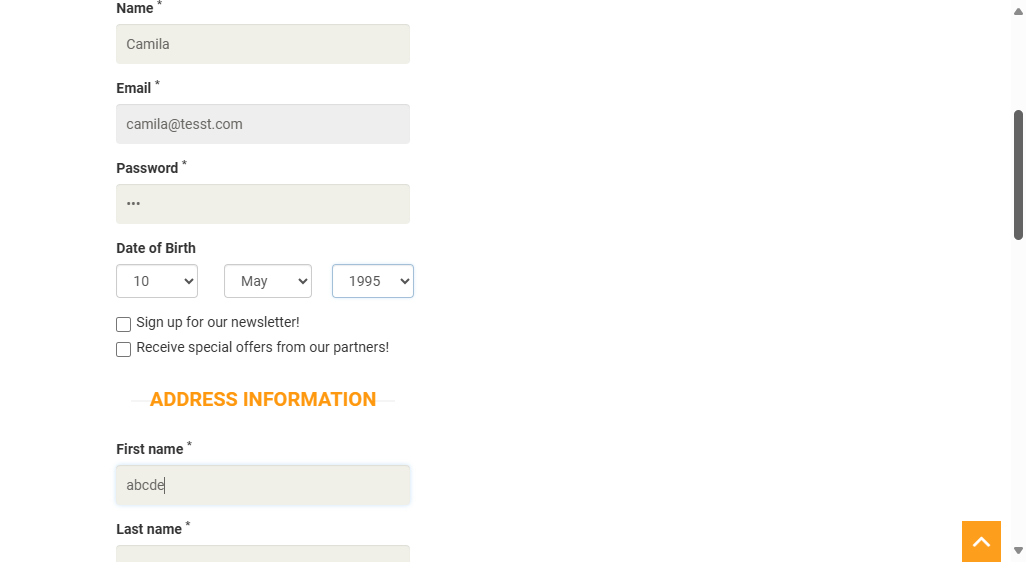 Name *
Camila
Email *
camila@tesst.com
Password *
•••
Date of Birth
10 May 1995
Sign up for our newsletter!
Receive special offers from our partners!
ADDRESS INFORMATION
First name *
abcde
Last name *